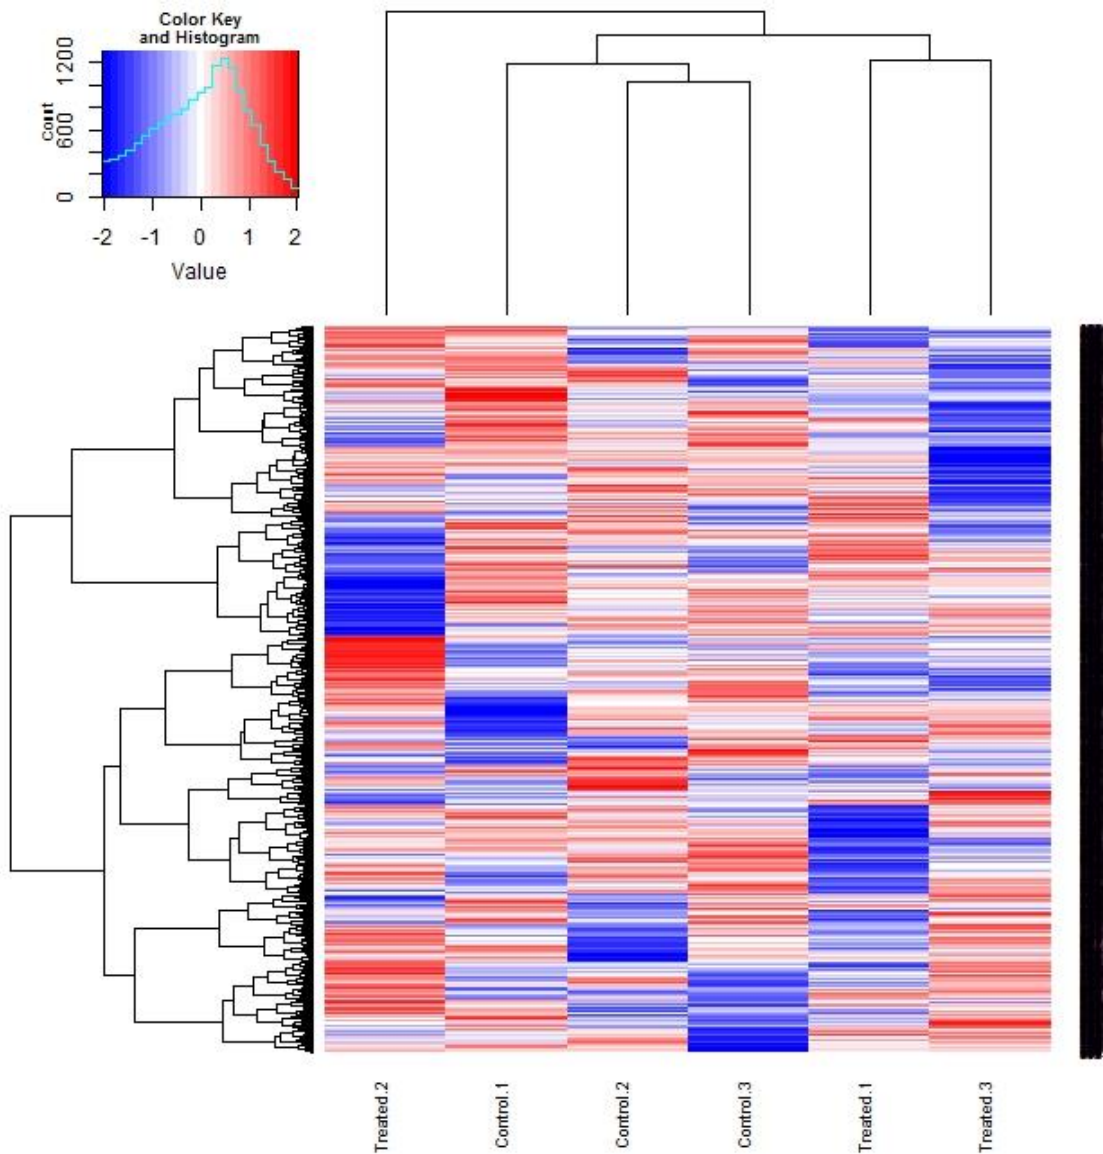 Color Key
and Histogram
Count
0 600 1200
-2 -1 0 1 2
Value
Treated.2
Control.1
Control.2
Control.3
Treated.1
Treated.3